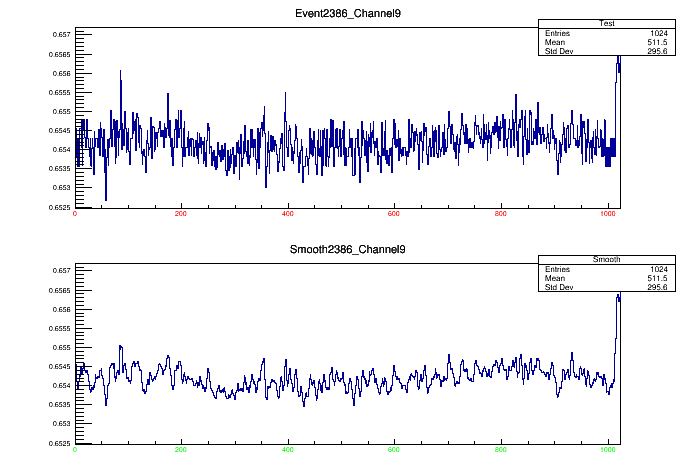 Event2386_Channel9
Test
Entries 1024
Mean 511.5
Std Dev 295.6
0.657
0.6565
0.656
0.6555
0.655
0.6545
0.654
0.6535
0.653
0.6525
0 200 400 600 800 1000
Smooth2386_Channel9
Smooth
Entries 1024
Mean 511.5
Std Dev 295.6
0.657
0.6565
0.656
0.6555
0.655
0.6545
0.654
0.6535
0.653
0.6525
0 200 400 600 800 1000